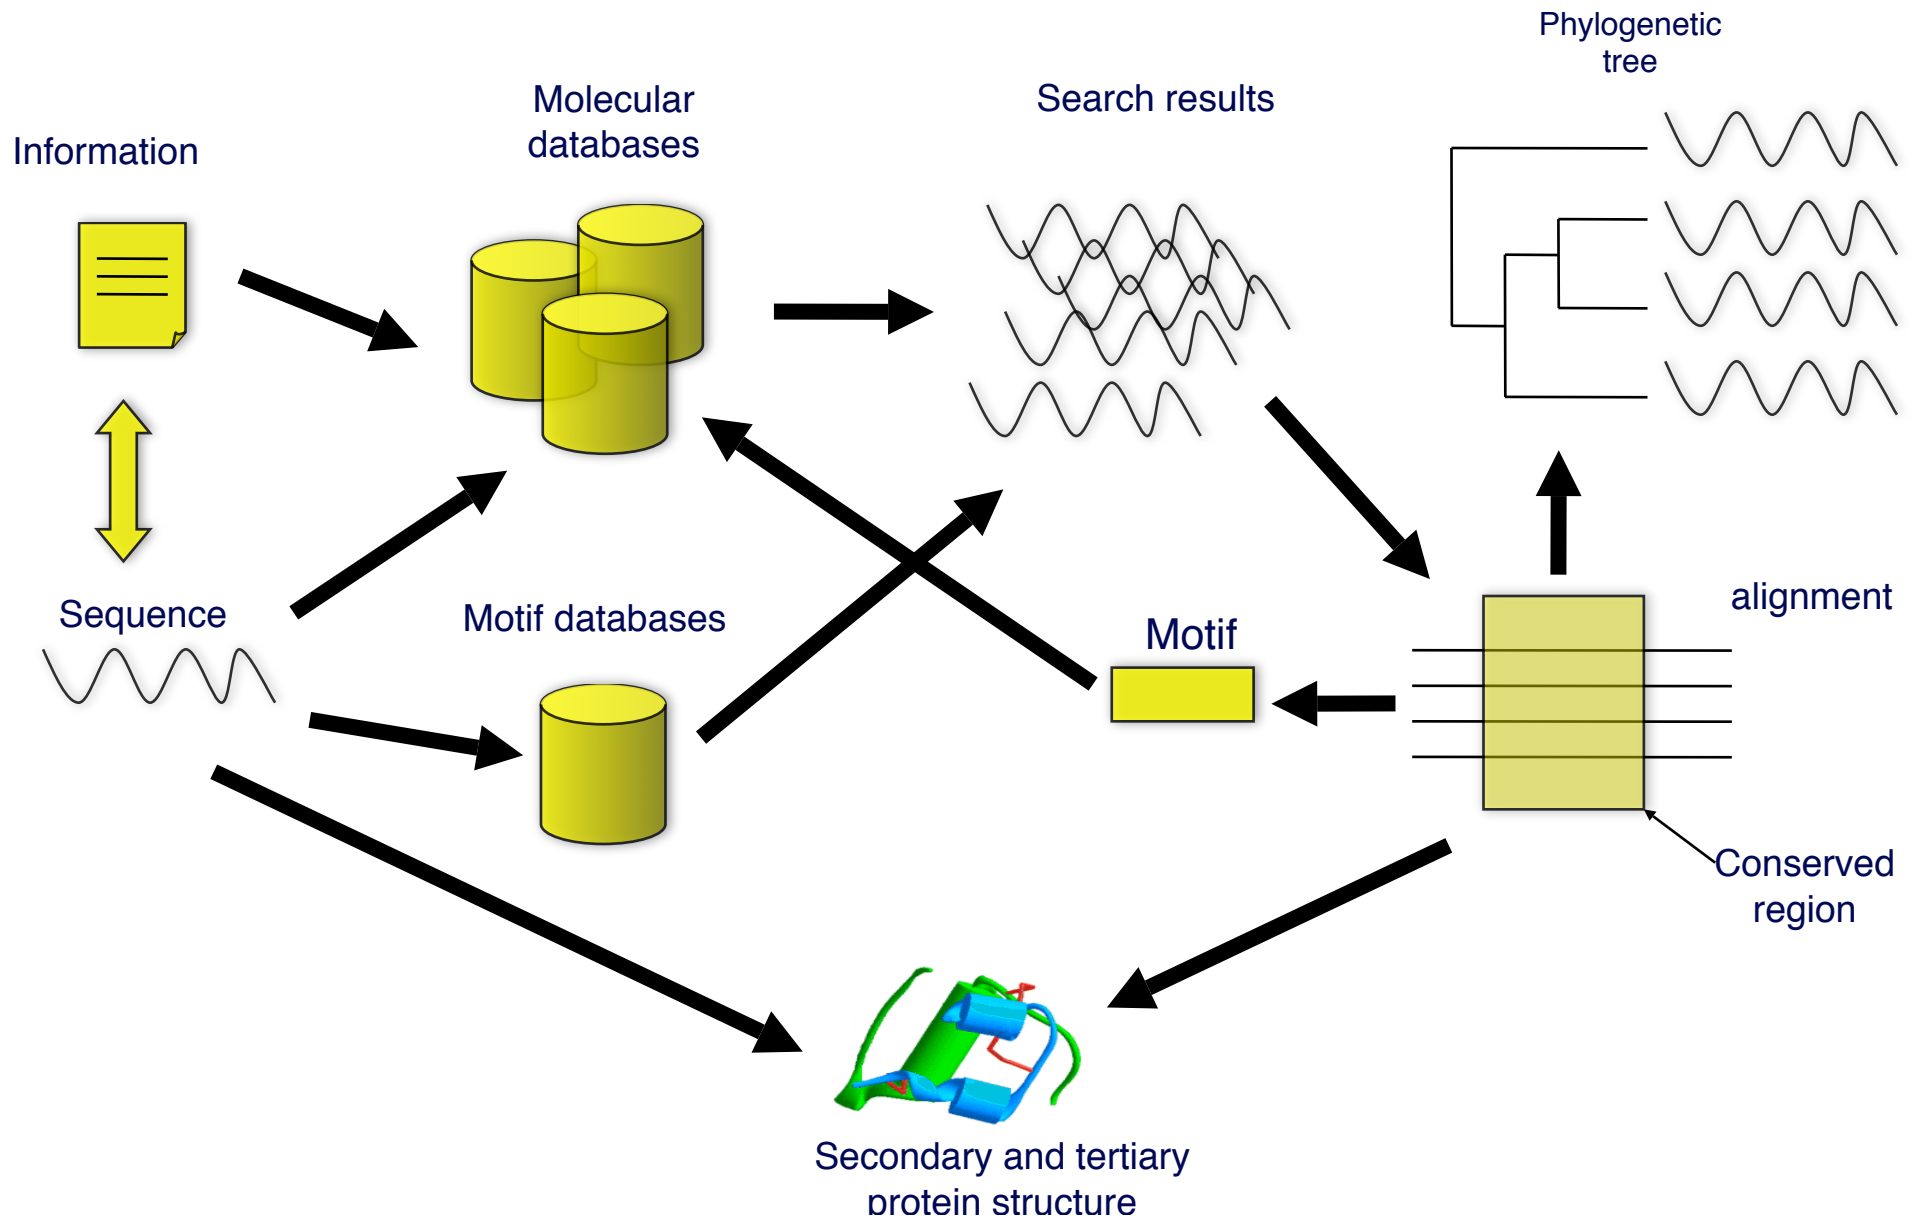 Phylogenetic
tree
Molecular
databases
Search results
Information
Sequence
Motif databases
Motif
alignment
Conserved
region
Secondary and tertiary
protein structure